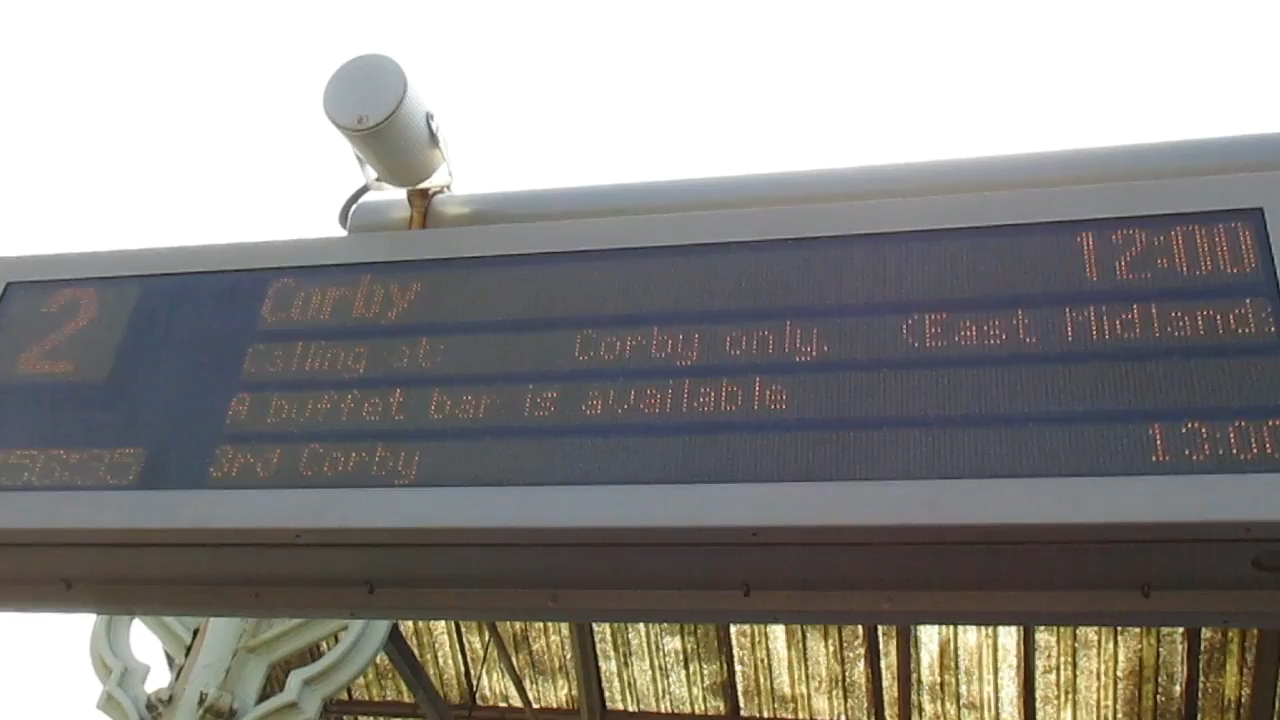 2 Corby 12:00
Calling at: Corby only. (East Midlands
A buffet bar is available
3rd Corby 13:00